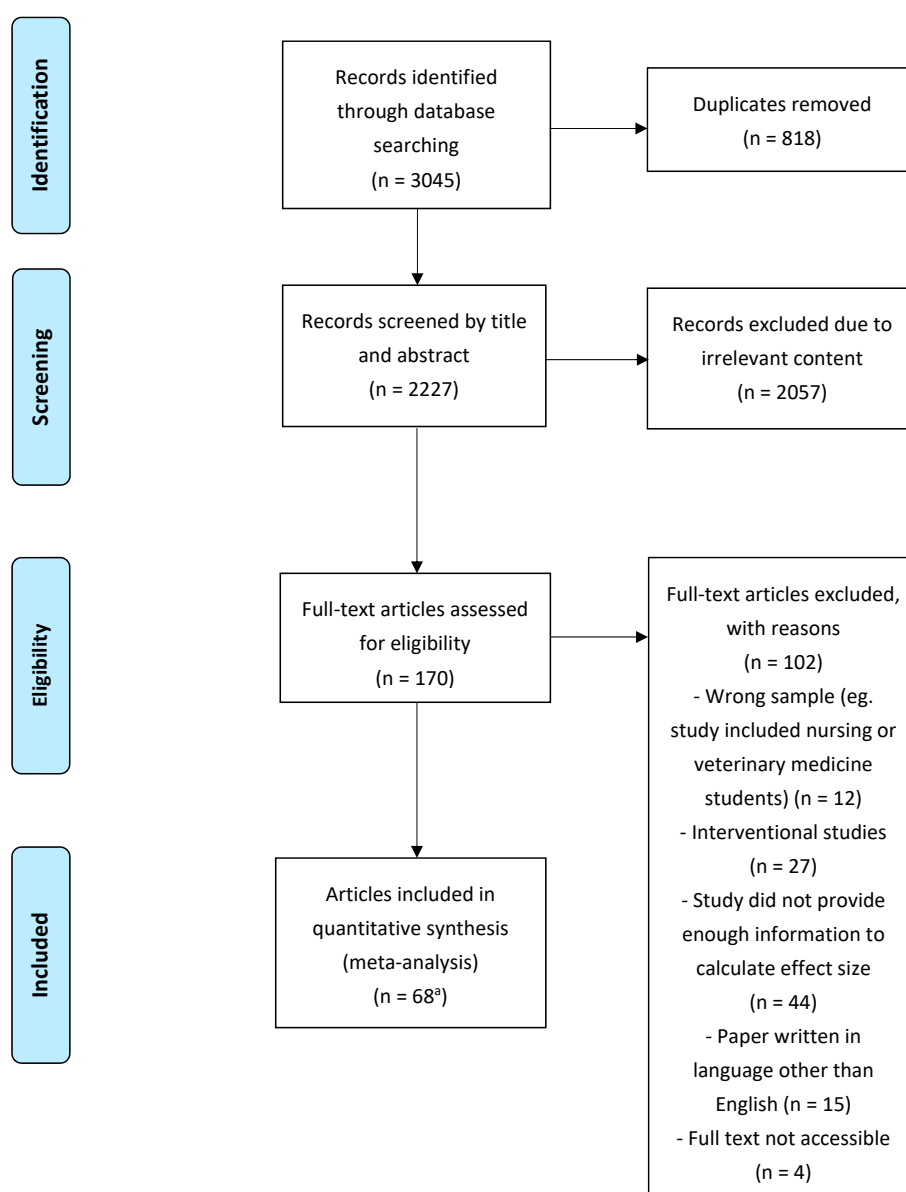 Identification
Records identified
through database
searching
(n = 3045)
Duplicates removed
(n = 818)
Screening
Records screened by title
and abstract
(n = 2227)
Records excluded due to
irrelevant content
(n = 2057)
Eligibility
Full-text articles assessed
for eligibility
(n = 170)
Full-text articles excluded,
with reasons
(n = 102)
- Wrong sample (eg.
study included nursing or
veterinary medicine
students) (n = 12)
- Interventional studies
(n = 27)
- Study did not provide
enough information to
calculate effect size
(n = 44)
- Paper written in
language other than
English (n = 15)
- Full text not accessible
(n = 4)
Included
Articles included in
quantitative synthesis
(meta-analysis)
(n = 68ª)